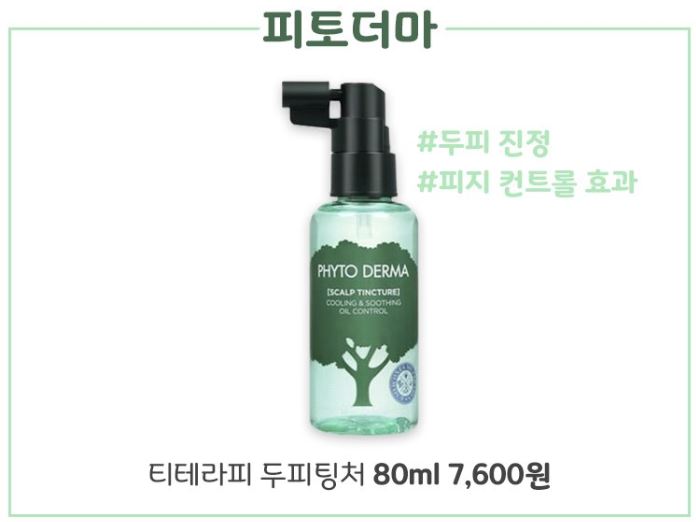 피토더마
#두피 진정
#피지 컨트롤 효과
PHYTO DERMA
[SCALP TINCTURE]
COOLING & SOOTHING
OIL CONTROL
티테라피 두피팅처 80ml 7,600원